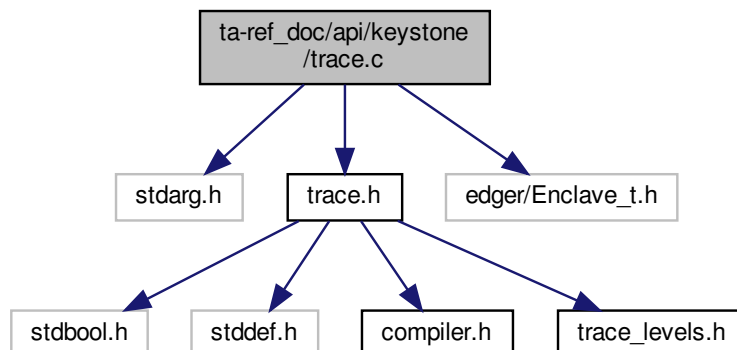 ta-ref_doc/api/keystone
/trace.c
stdarg.h
trace.h
edger/Enclave_t.h
stdbool.h
stddef.h
compiler.h
trace_levels.h